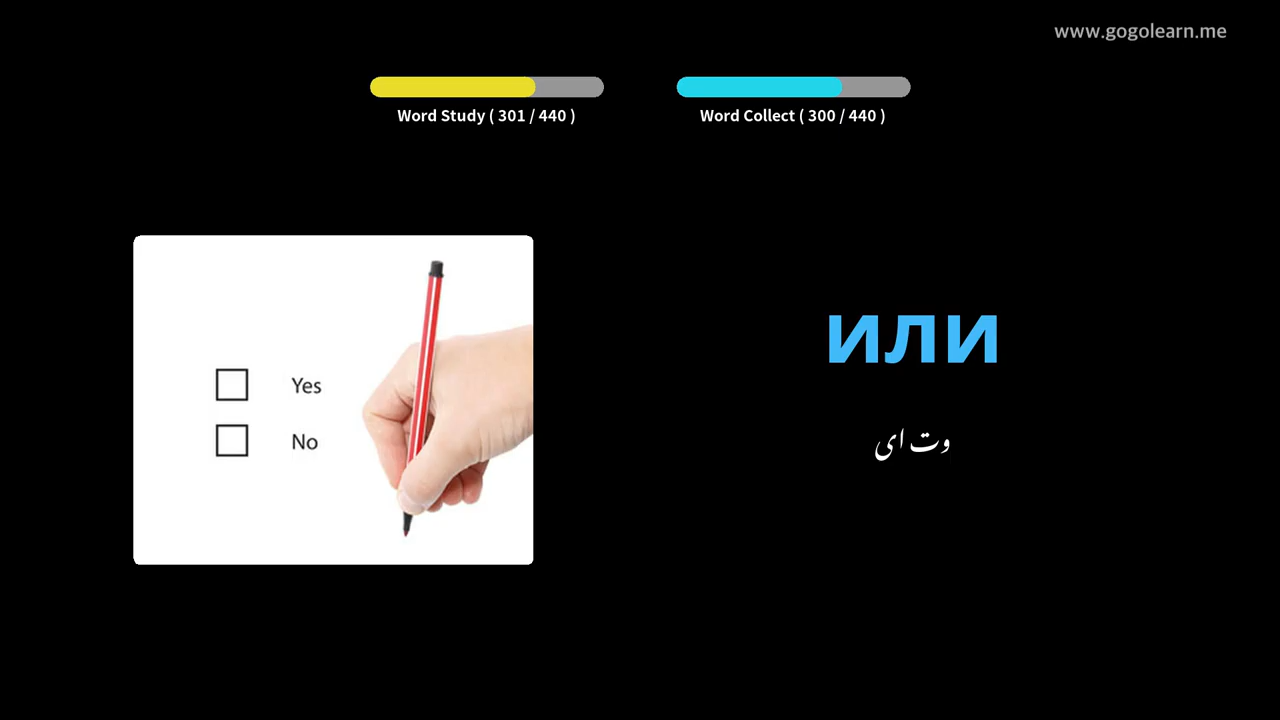 www.gogolearn.me
Word Study ( 301 / 440 )
Word Collect ( 300 / 440 )
Yes
No
или
وت ای